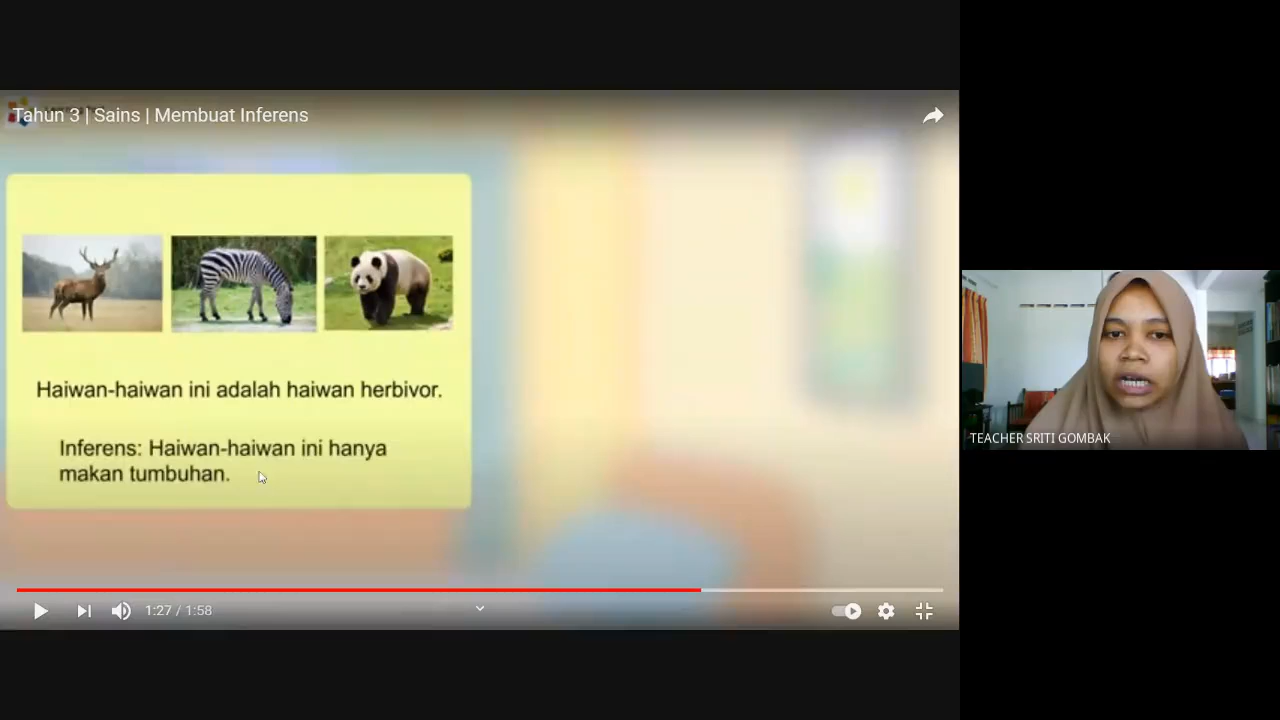 Tahun 3 | Sains | Membuat Inferens
Haiwan-haiwan ini adalah haiwan herbivor.
Inferens: Haiwan-haiwan ini hanya
makan tumbuhan.
1:27 / 1:58
TEACHER SRITI GOMBAK